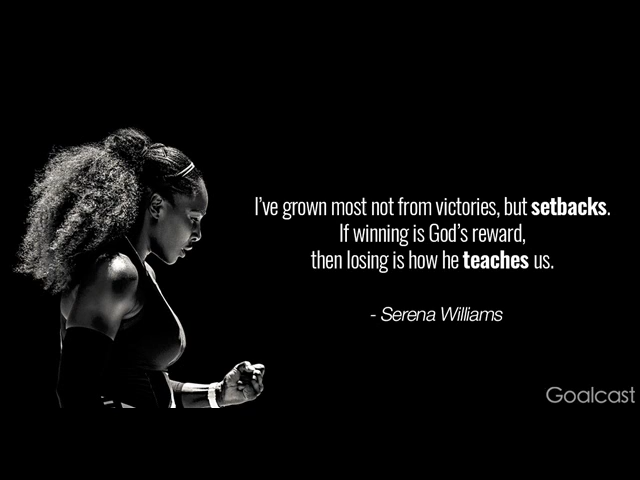 I've grown most not from victories, but setbacks.
If winning is God's reward,
then losing is how he teaches us.
- Serena Williams
Goalcast